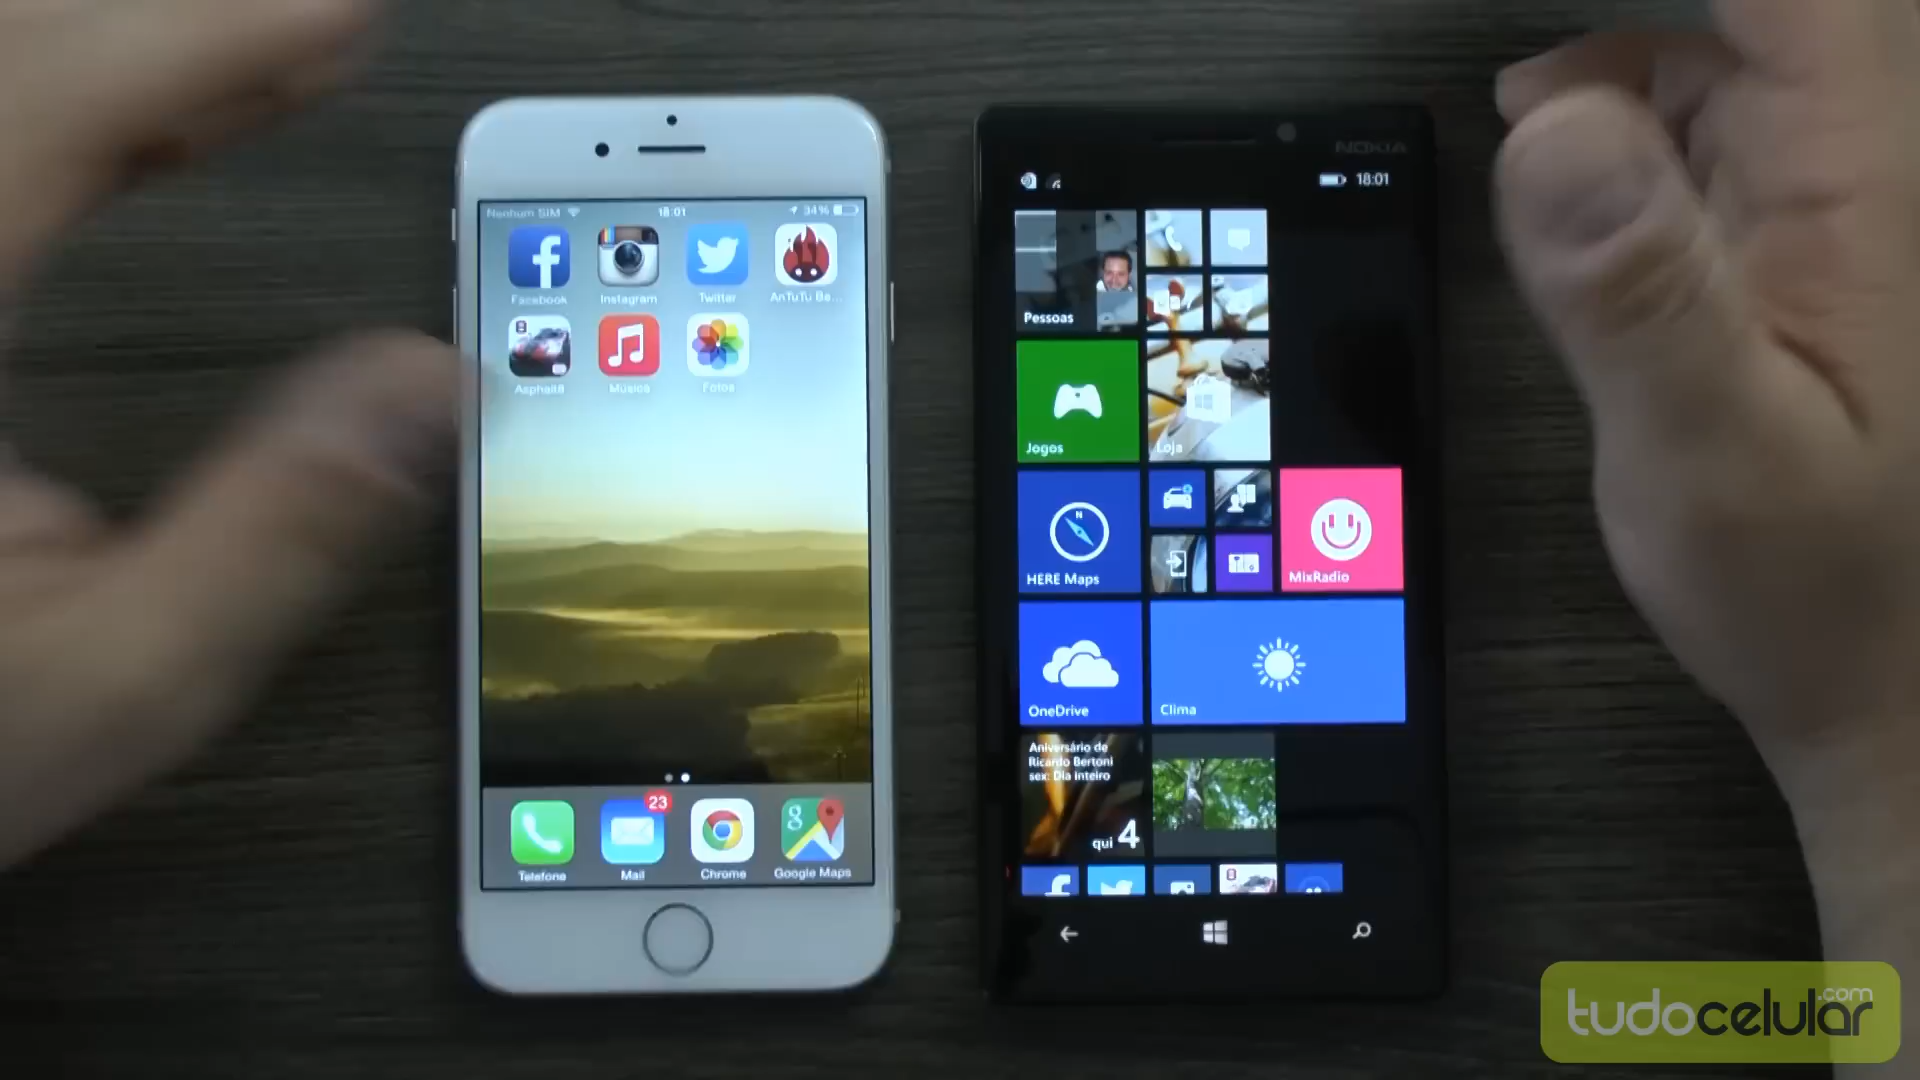 Nenhum SIM
18:01
34%
Facebook
Instagram
Twitter
AnTuTu Be...
Asphalt8
Música
Fotos
23
Telefone
Mail
Chrome
g
Google Maps
NOKIA
18:01
Pessoas
Jogos
Loja
N
HERE Maps
MixRadio
OneDrive
Clima
Aniversário de
Ricardo Bertoni
sex: Dia inteiro
qui 4
tudocelular.com